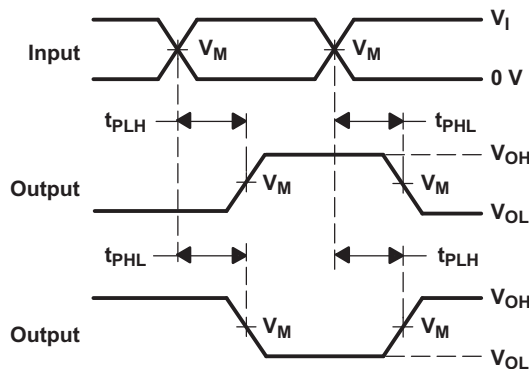 V_I
Input V_M V_M
0 V
t_PLH t_PHL
V_OH
Output V_M V_M
V_OL
t_PHL t_PLH
V_OH
Output V_M V_M
V_OL